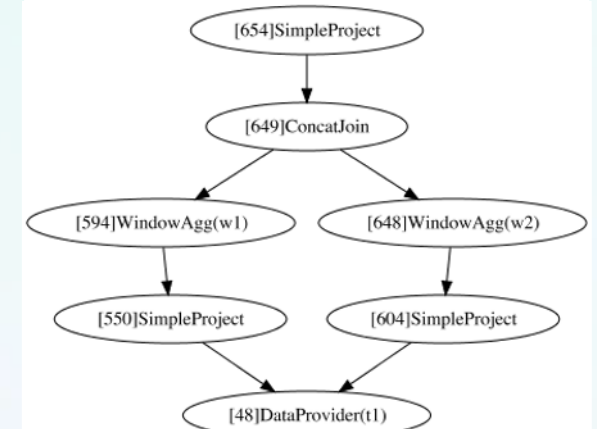 [654]SimpleProject
[649]ConcatJoin
[594]WindowAgg(w1)
[648]WindowAgg(w2)
[550]SimpleProject
[604]SimpleProject
[48]DataProvider(t1)